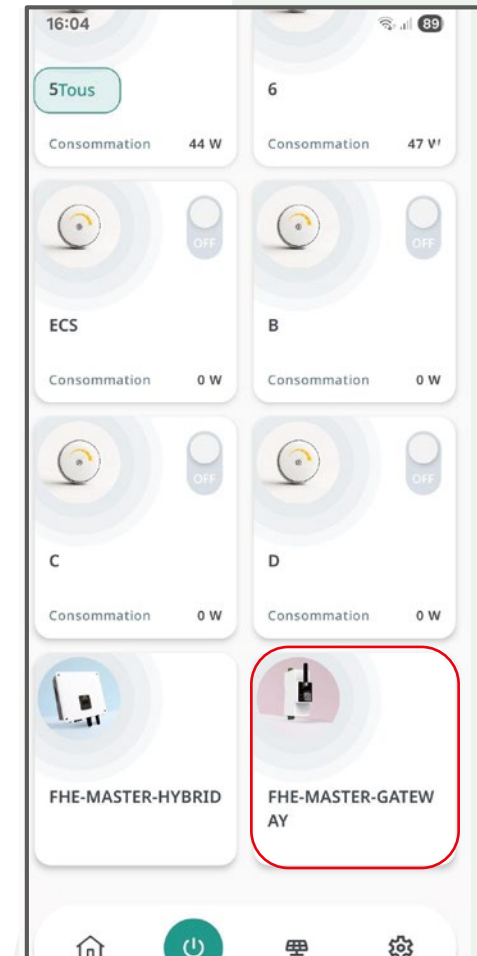 16:04 89
5Tous 6
Consommation 44 W Consommation 47 W
OFF OFF
ECS B
Consommation 0 W Consommation 0 W
OFF OFF
C D
Consommation 0 W Consommation 0 W
FHE-MASTER-HYBRID FHE-MASTER-GATEW
AY